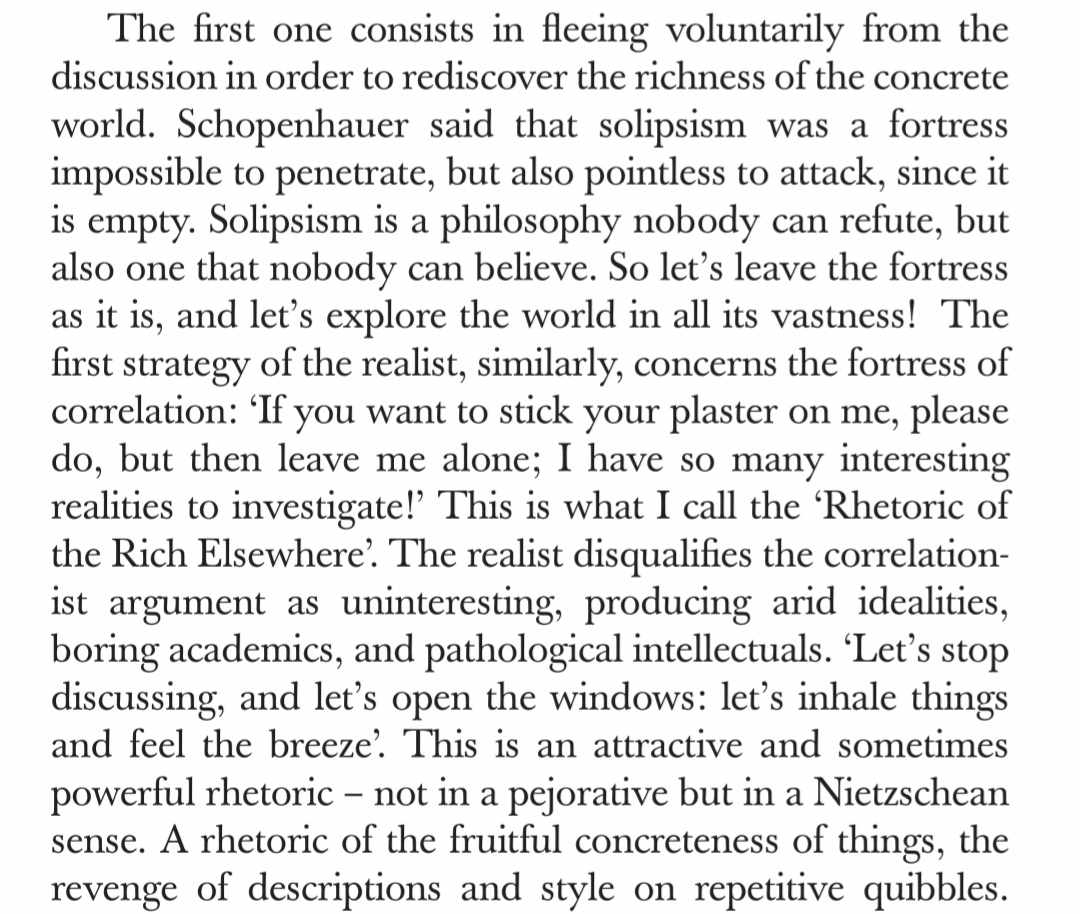 The first one consists in fleeing voluntarily from the
discussion in order to rediscover the richness of the concrete
world. Schopenhauer said that solipsism was a fortress
impossible to penetrate, but also pointless to attack, since it
is empty. Solipsism is a philosophy nobody can refute, but
also one that nobody can believe. So let’s leave the fortress
as it is, and let’s explore the world in all its vastness! The
first strategy of the realist, similarly, concerns the fortress of
correlation: ‘If you want to stick your plaster on me, please
do, but then leave me alone; I have so many interesting
realities to investigate!’ This is what I call the ‘Rhetoric of
the Rich Elsewhere’. The realist disqualifies the correlation-
ist argument as uninteresting, producing arid idealities,
boring academics, and pathological intellectuals. ‘Let’s stop
discussing, and let’s open the windows: let’s inhale things
and feel the breeze’. This is an attractive and sometimes
powerful rhetoric – not in a pejorative but in a Nietzschean
sense. A rhetoric of the fruitful concreteness of things, the
revenge of descriptions and style on repetitive quibbles.